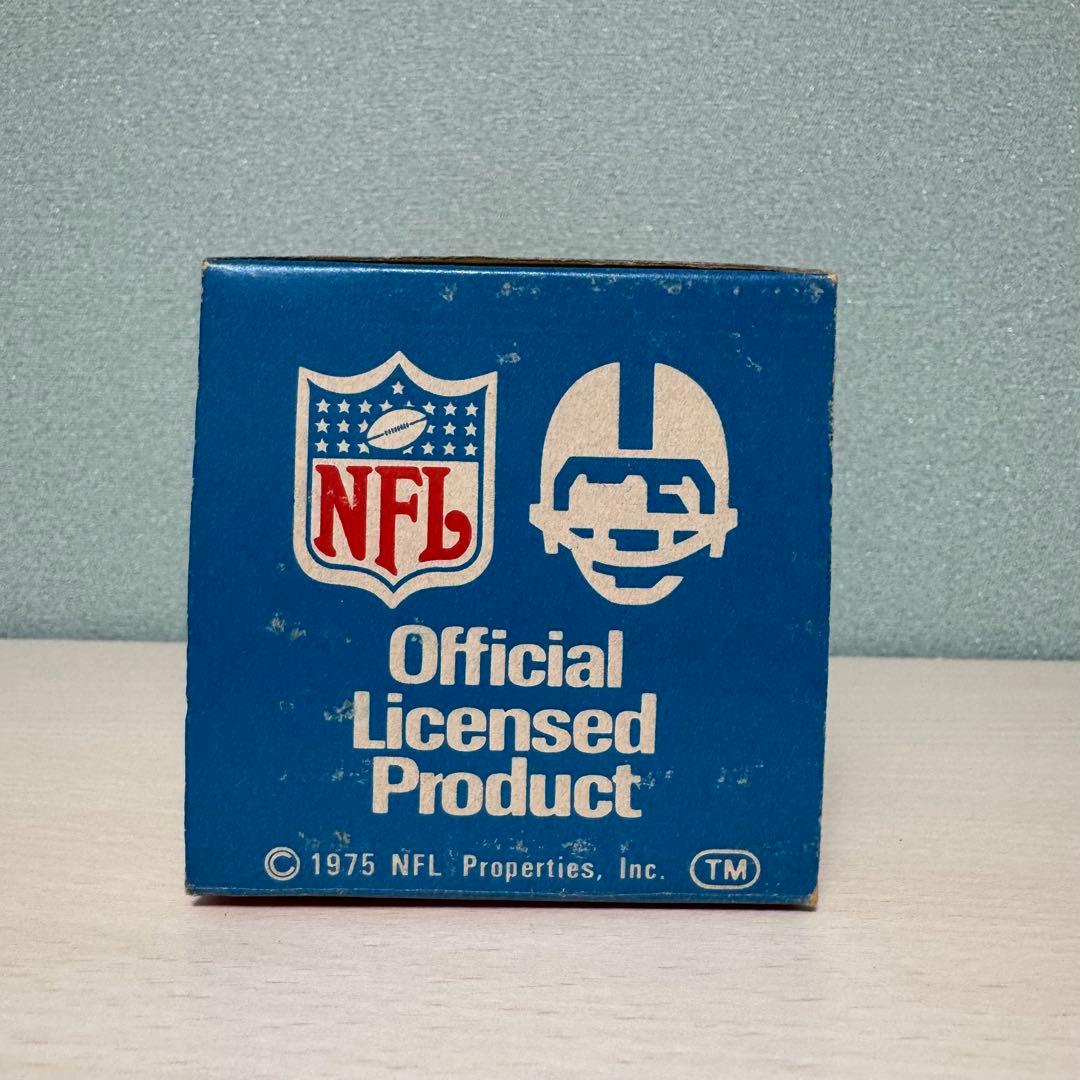 NFL
Official
Licensed
Product
© 1975 NFL Properties, Inc. TM